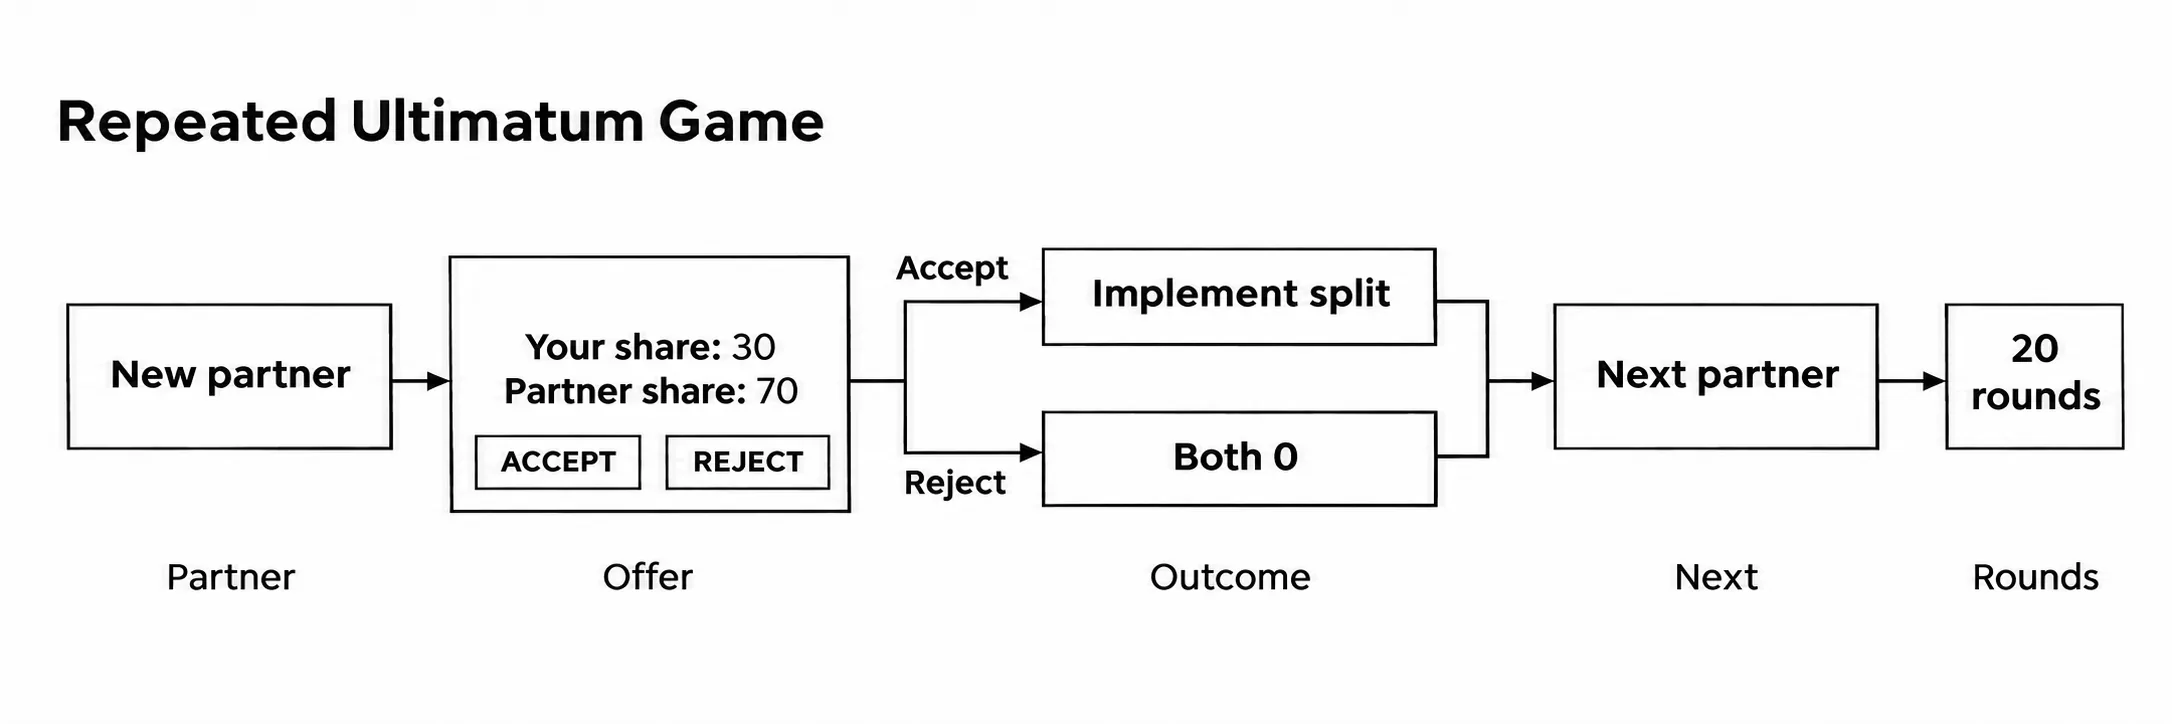 Repeated Ultimatum Game
New partner
Your share: 30
Partner share: 70
ACCEPT
REJECT
Accept
Reject
Implement split
Both 0
Next partner
20
rounds
Partner
Offer
Outcome
Next
Rounds